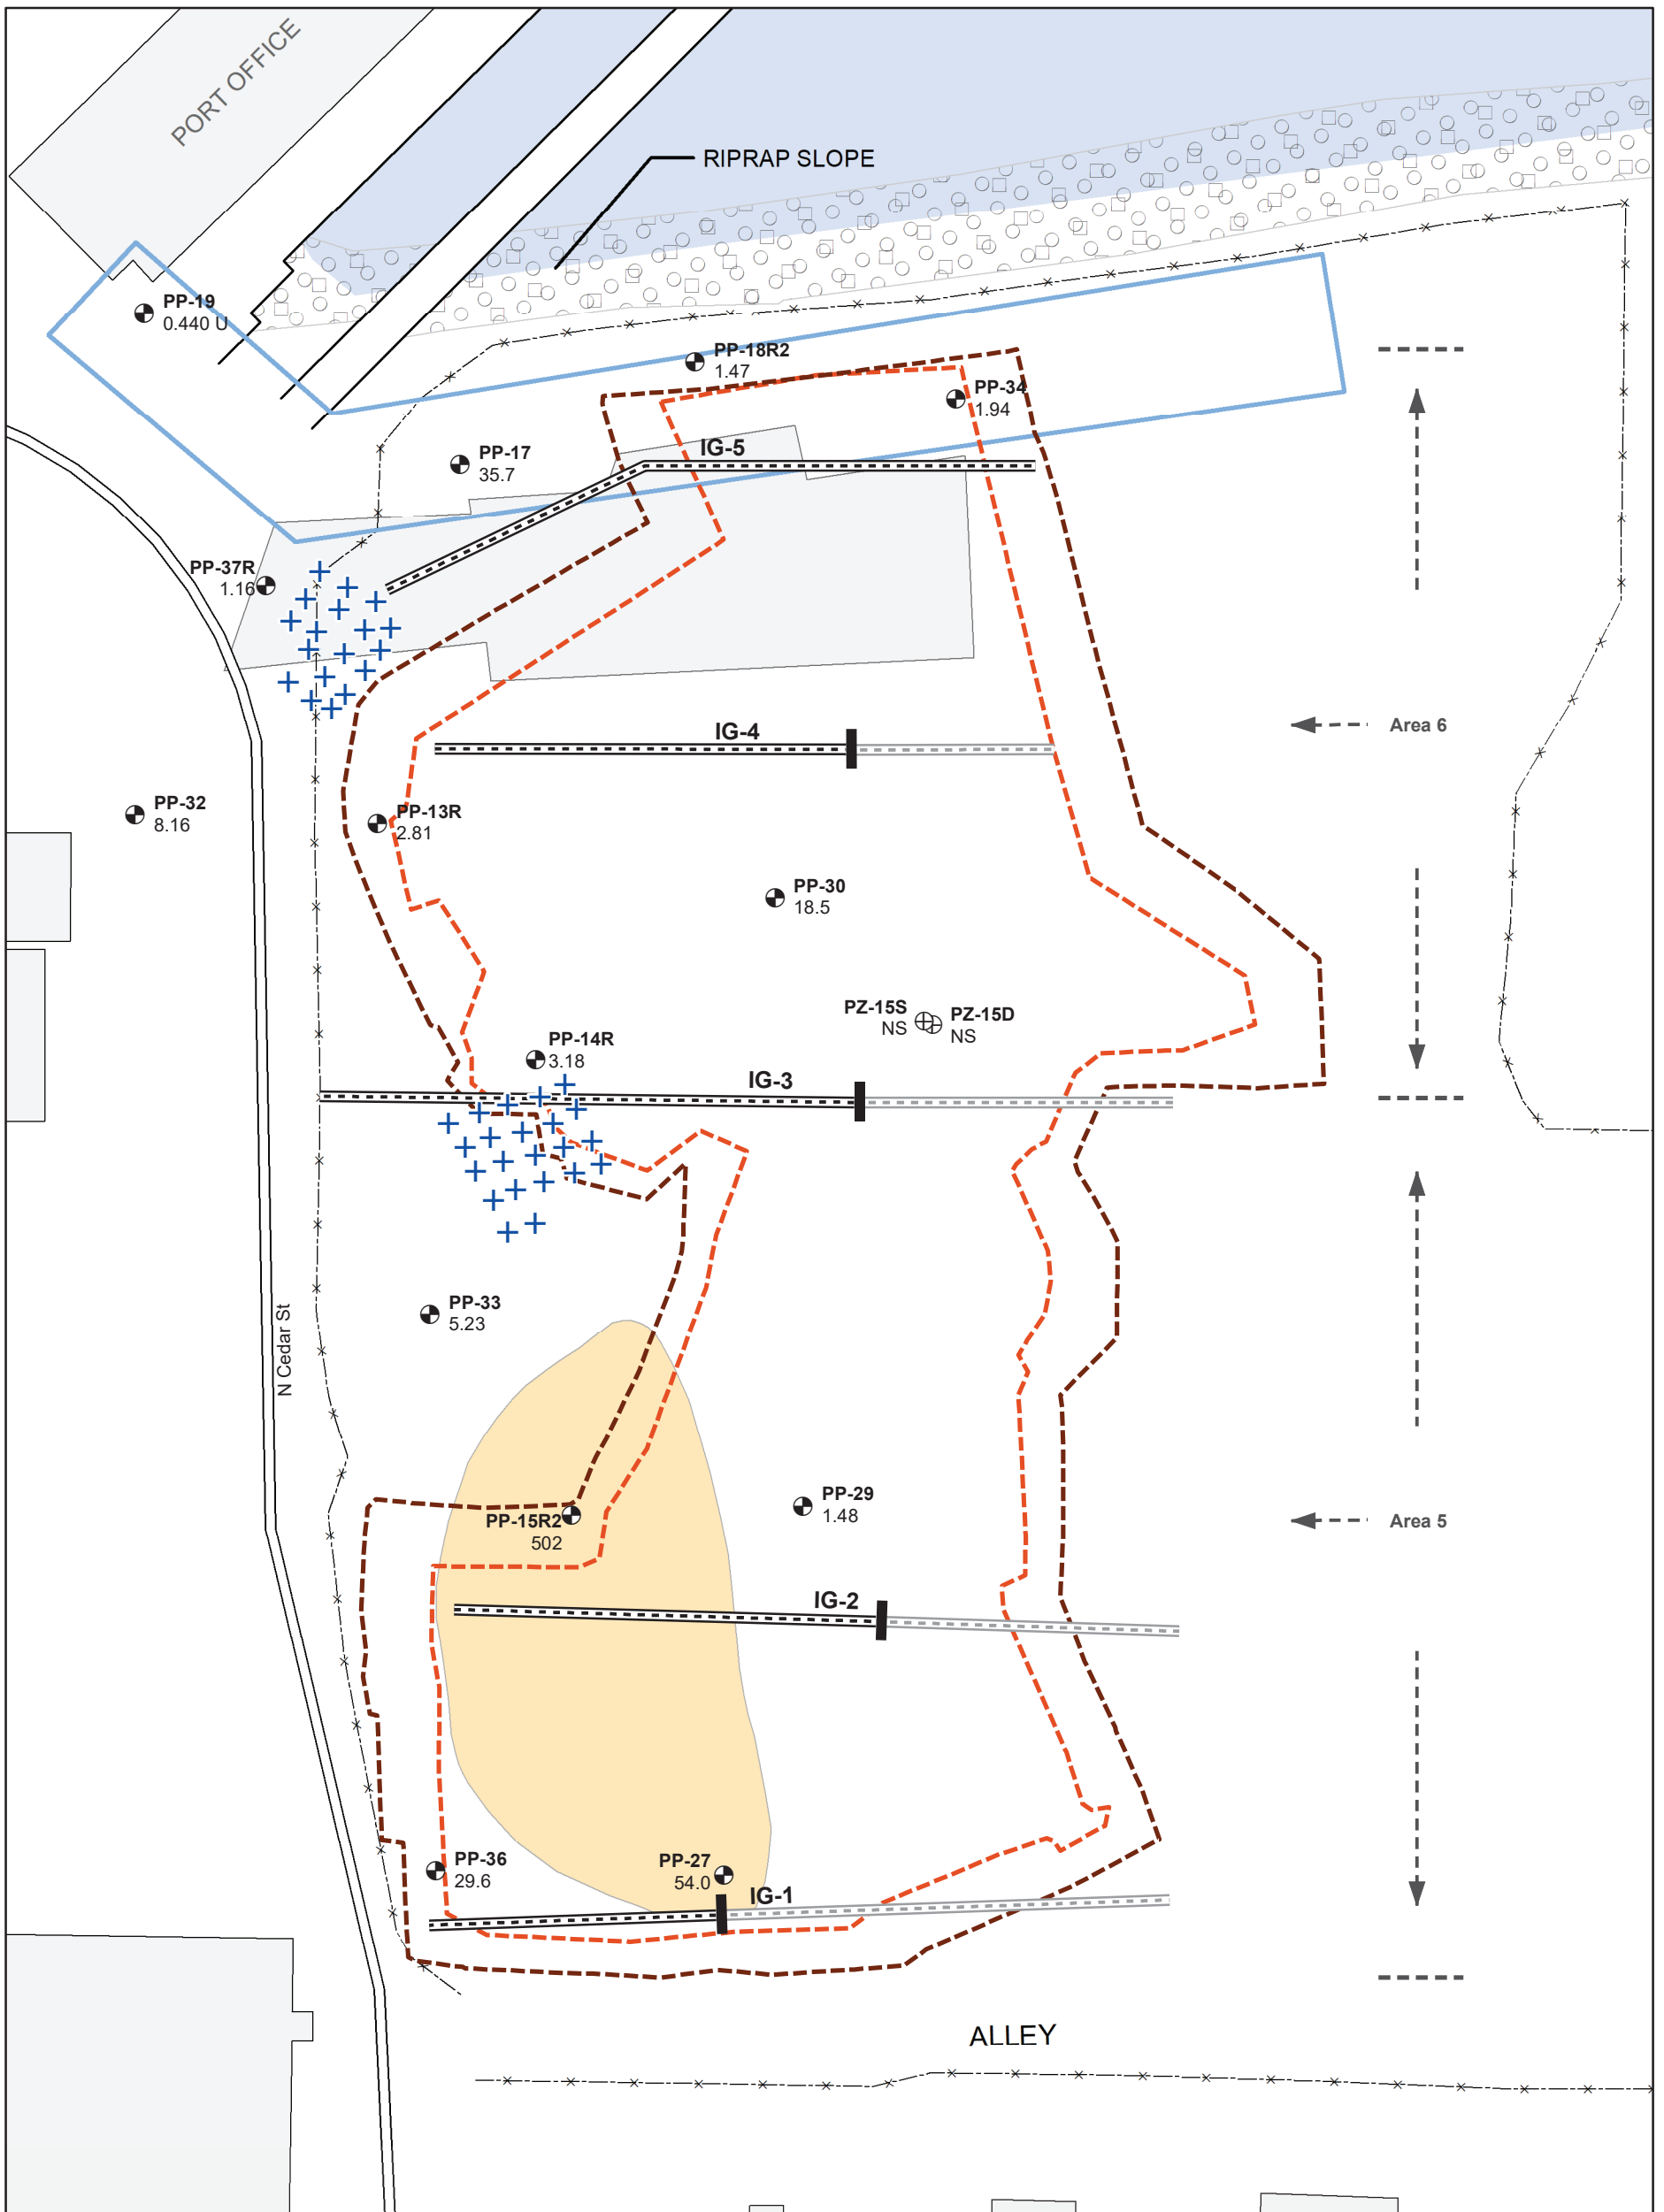 PORT OFFICE
RIPRAP SLOPE
PP-19
0.440 U
PP-18R2
1.47
PP-34
1.94
IG-5
PP-17
35.7
PP-37R
1.16
IG-4
Area 6
PP-32
8.16
PP-13R
2.81
PP-30
18.5
PZ-15S
NS
PZ-15D
NS
PP-14R
3.18
IG-3
PP-33
5.23
N Cedar St
PP-29
1.48
PP-15R2
502
Area 5
IG-2
PP-36
29.6
PP-27
54.0
IG-1
ALLEY